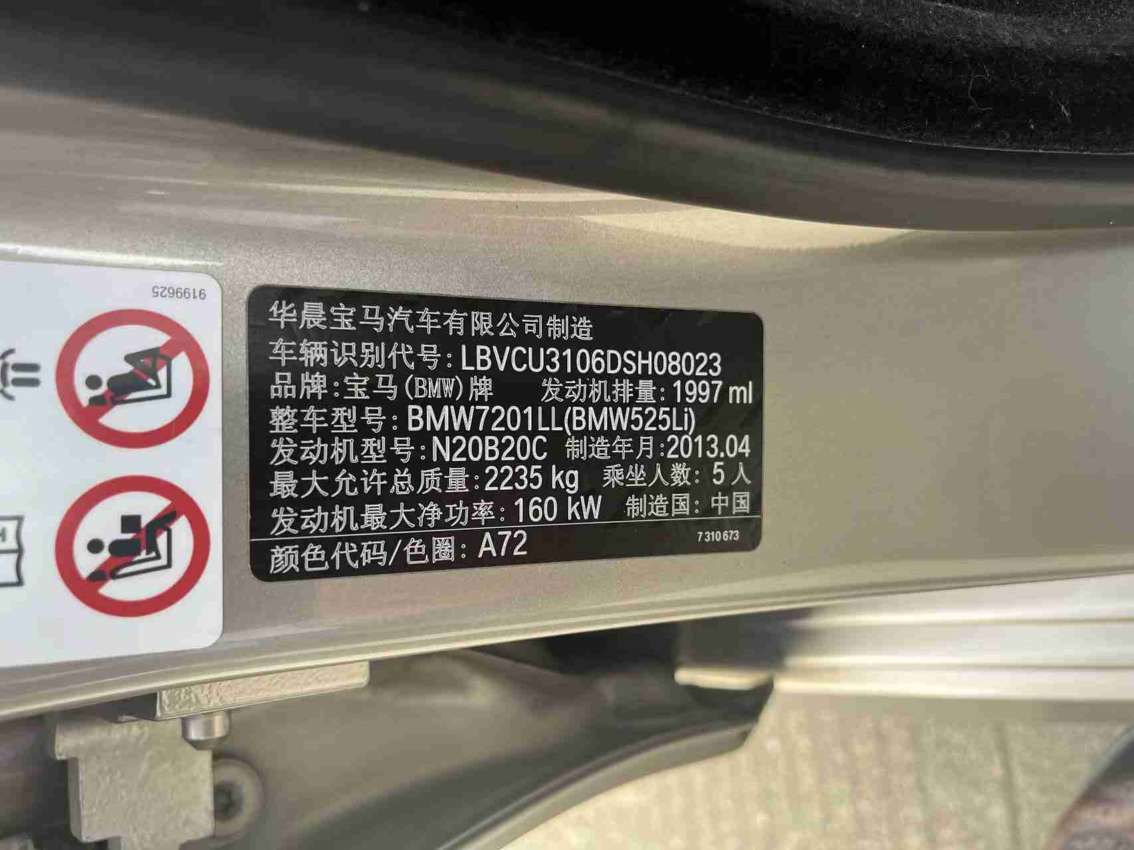 9199625
华晨宝马汽车有限公司制造
车辆识别代号: LBVCU3106DSH08023
品牌:宝马(BMW)牌 发动机排量: 1997 ml
整车型号: BMW7201LL(BMW525Li)
发动机型号: N20B20C 制造年月:2013.04
最大允许总质量: 2235 kg 乘坐人数: 5 人
发动机最大净功率: 160 kW 制造国: 中国
颜色代码/色圈: A72 7 310 673